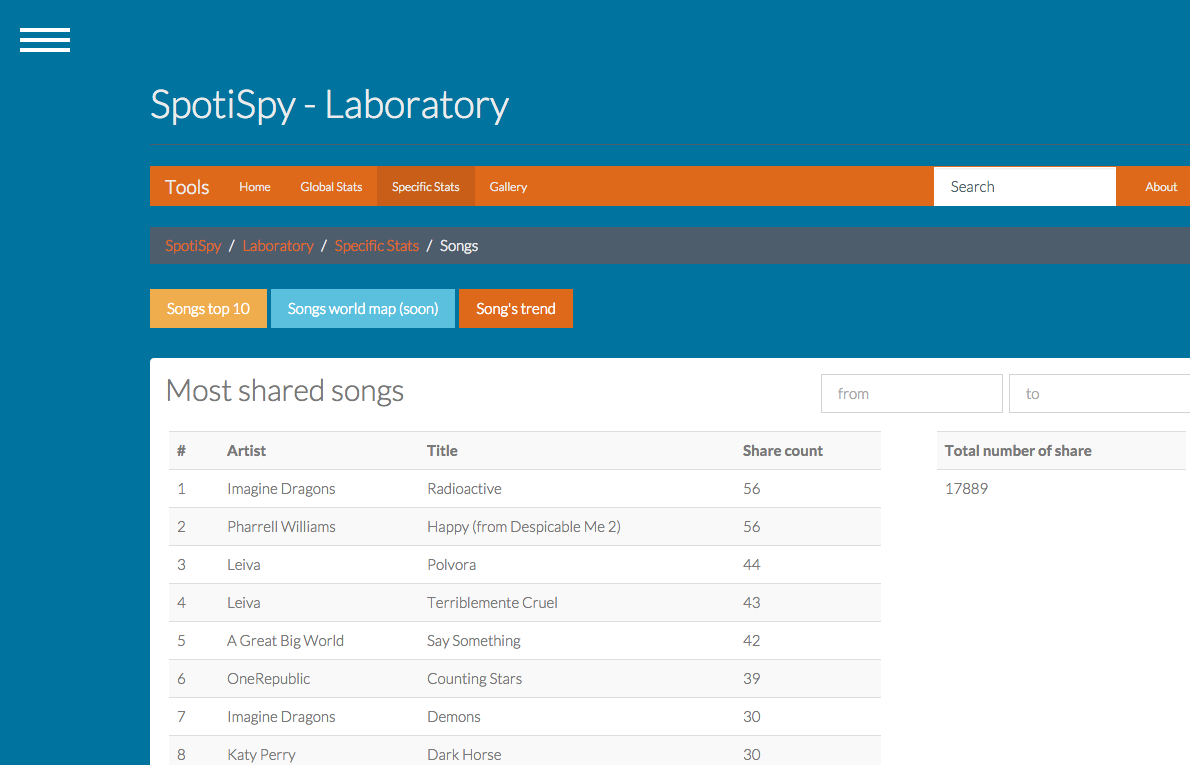 SpotiSpy - Laboratory
Tools Home Global Stats Specific Stats Gallery Search About
SpotiSpy / Laboratory / Specific Stats / Songs
Songs top 10 Songs world map (soon) Song's trend
Most shared songs from to
# Artist Title Share count Total number of share
1 Imagine Dragons Radioactive 56 17889
2 Pharrell Williams Happy (from Despicable Me 2) 56
3 Leiva Polvora 44
4 Leiva Terriblemente Cruel 43
5 A Great Big World Say Something 42
6 OneRepublic Counting Stars 39
7 Imagine Dragons Demons 30
8 Katy Perry Dark Horse 30